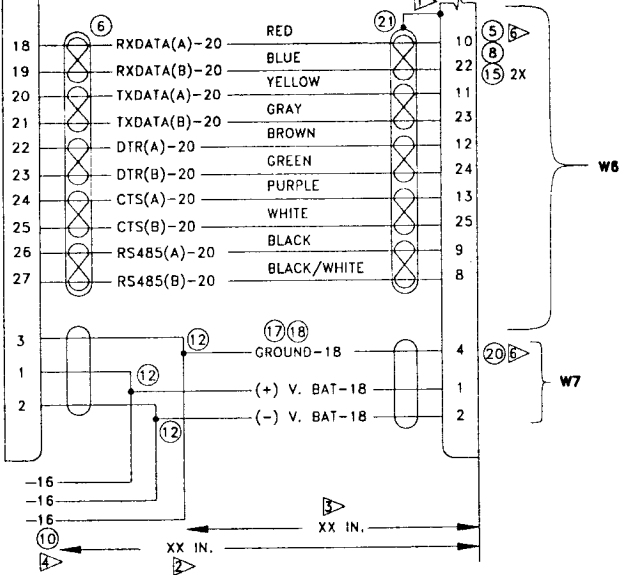 1
6 21
RED
18 RXDATA(A)-20 10 5 6
BLUE 8
19 RXDATA(B)-20 22 15 2X
YELLOW
20 TXDATA(A)-20 11
GRAY
21 TXDATA(B)-20 23
BROWN
22 DTR(A)-20 12
GREEN W6
23 DTR(B)-20 24
PURPLE
24 CTS(A)-20 13
WHITE
25 CTS(B)-20 25
BLACK
26 RS485(A)-20 9
BLACK/WHITE
27 RS485(B)-20 8
17 18
3 12 GROUND-18 4 20 6
1 12 (+) V. BAT-18 1 W7
2 12 (-) V. BAT-18 2
-16
-16
-16
3
XX IN.
10
XX IN.
4 2